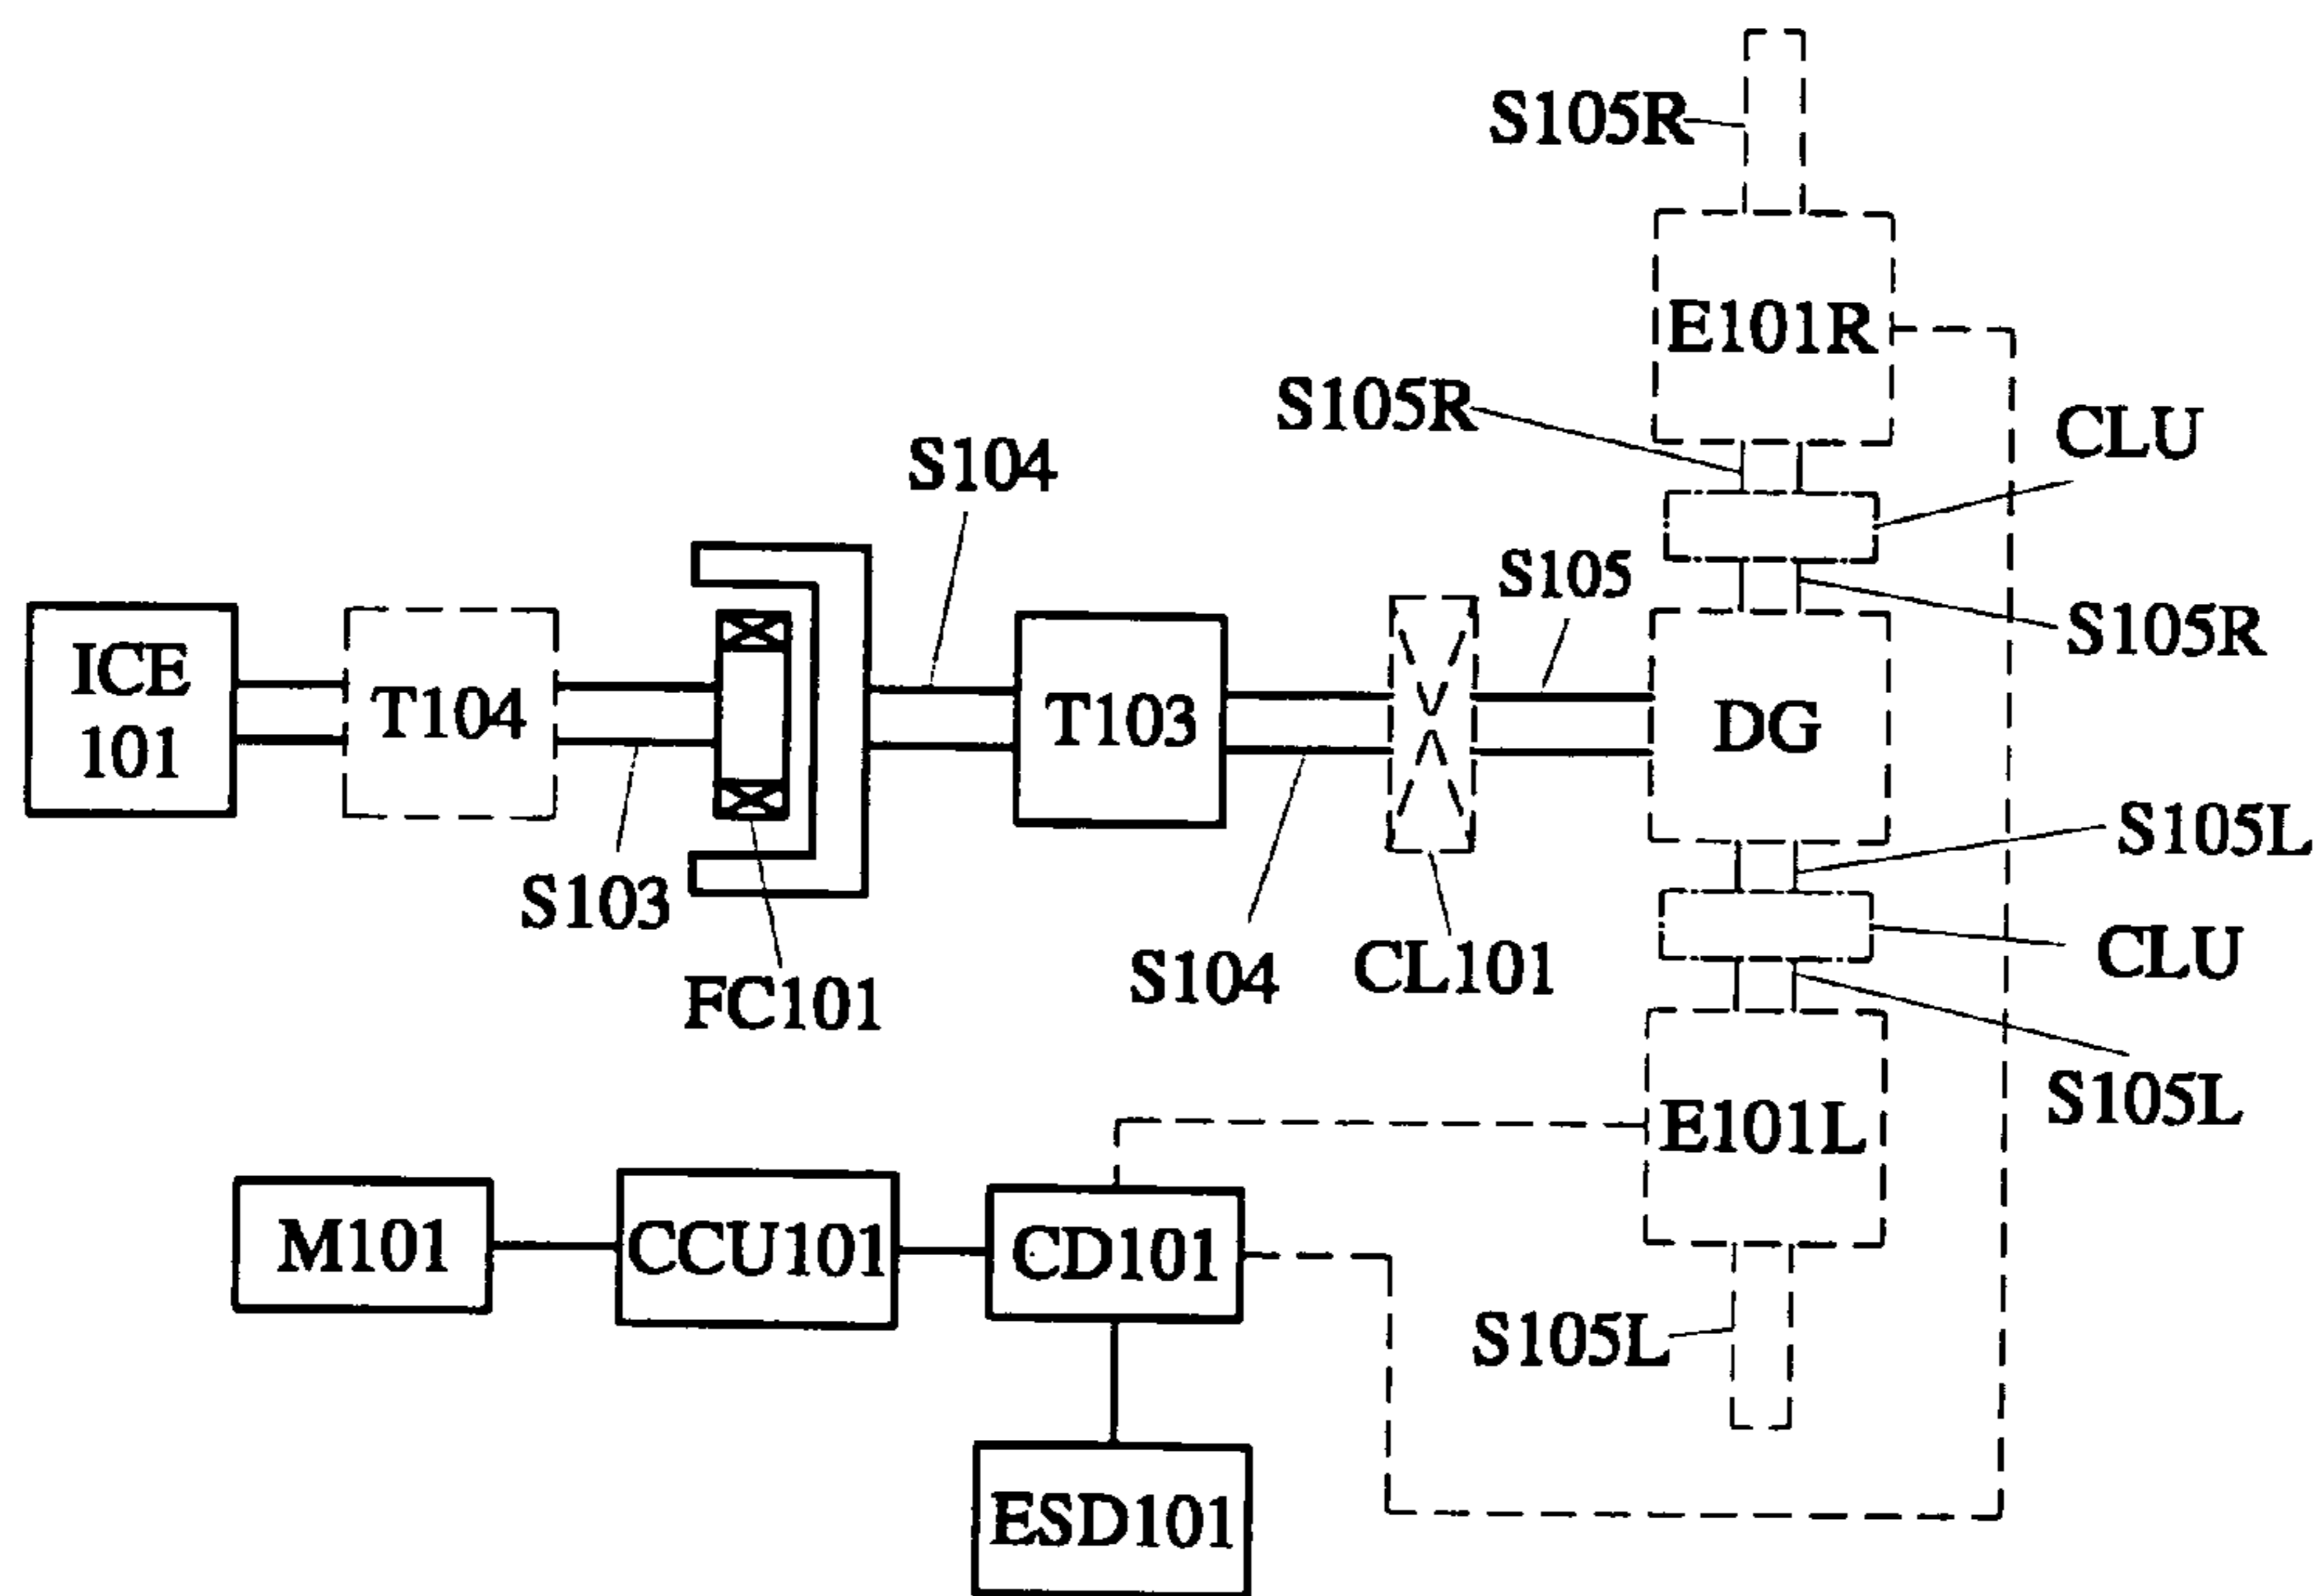 S105R
E101R
S105R
CLU
S104
S105
S105R
ICE
101
T104
T103
DG
S105L
S103
FC101
S104
CL101
CLU
S105L
E101L
M101
CCU101
CD101
S105L
ESD101